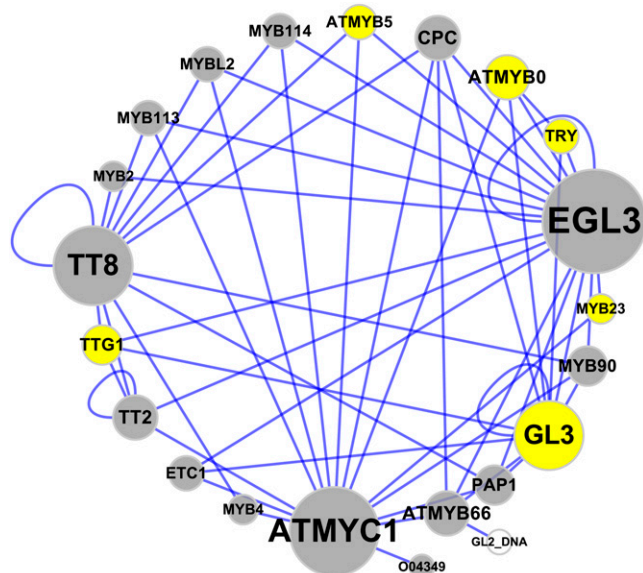 ATMYB5
MYB114
CPC
MYBL2
ATMYB0
MYB113
TRY
MYB2
EGL3
TT8
MYB23
TTG1
MYB90
TT2
GL3
ETC1
PAP1
MYB4
ATMYC1
ATMYB66
GL2_DNA
O04349